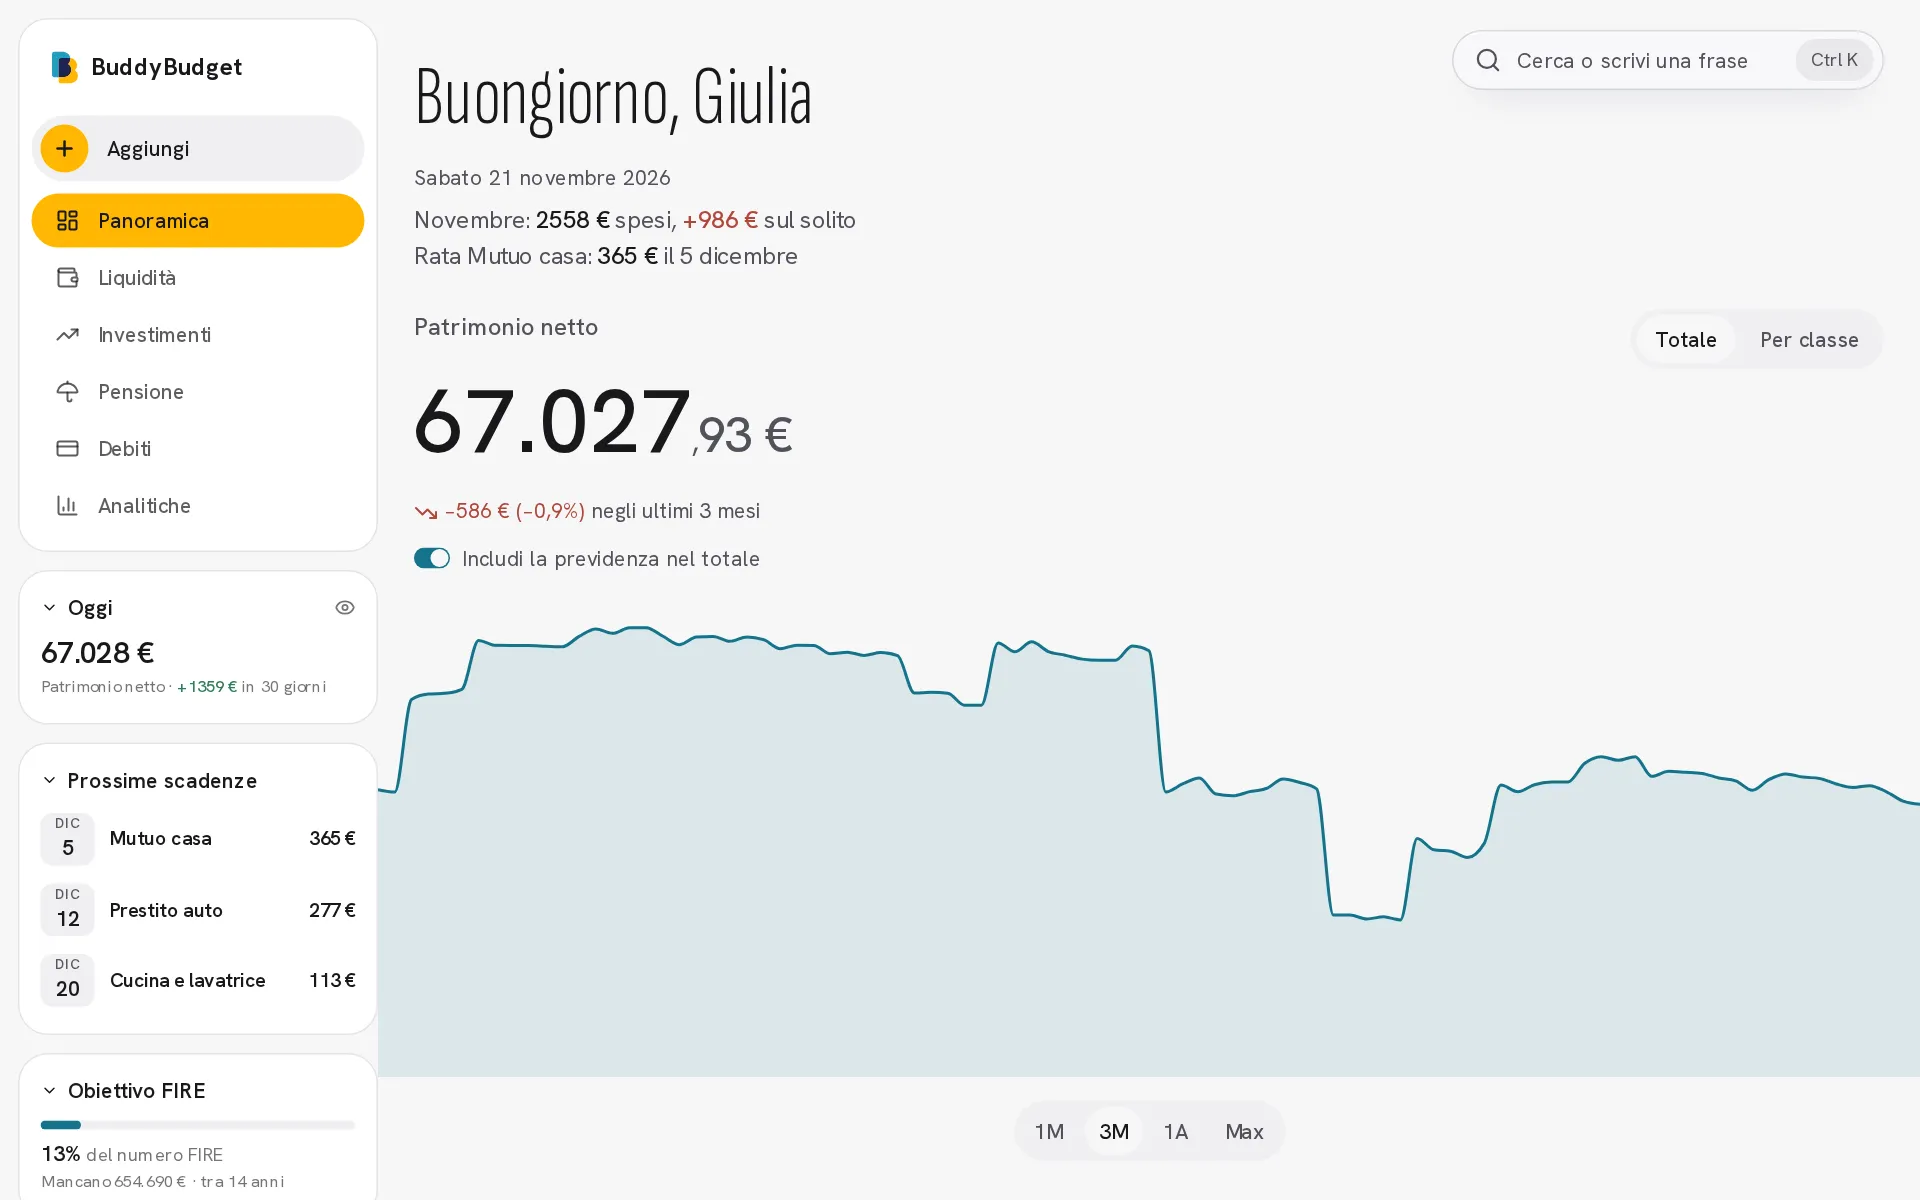 BuddyBudget
Aggiungi
Panoramica
Liquidità
Investimenti
Pensione
Debiti
Analitiche
Oggi
67.028 €
Patrimonio netto · +1359 € in 30 giorni
Prossime scadenze
DIC
5
Mutuo casa
365 €
DIC
12
Prestito auto
277 €
DIC
20
Cucina e lavatrice
113 €
Obiettivo FIRE
13% del numero FIRE
Mancano 654.690 € · tra 14 anni
Buongiorno, Giulia
Cerca o scrivi una frase
Ctrl K
Sabato 21 novembre 2026
Novembre: 2558 € spesi, +986 € sul solito
Rata Mutuo casa: 365 € il 5 dicembre
Patrimonio netto
Totale
Per classe
67.027,93 €
−586 € (−0,9%) negli ultimi 3 mesi
Includi la previdenza nel totale
1M
3M
1A
Max